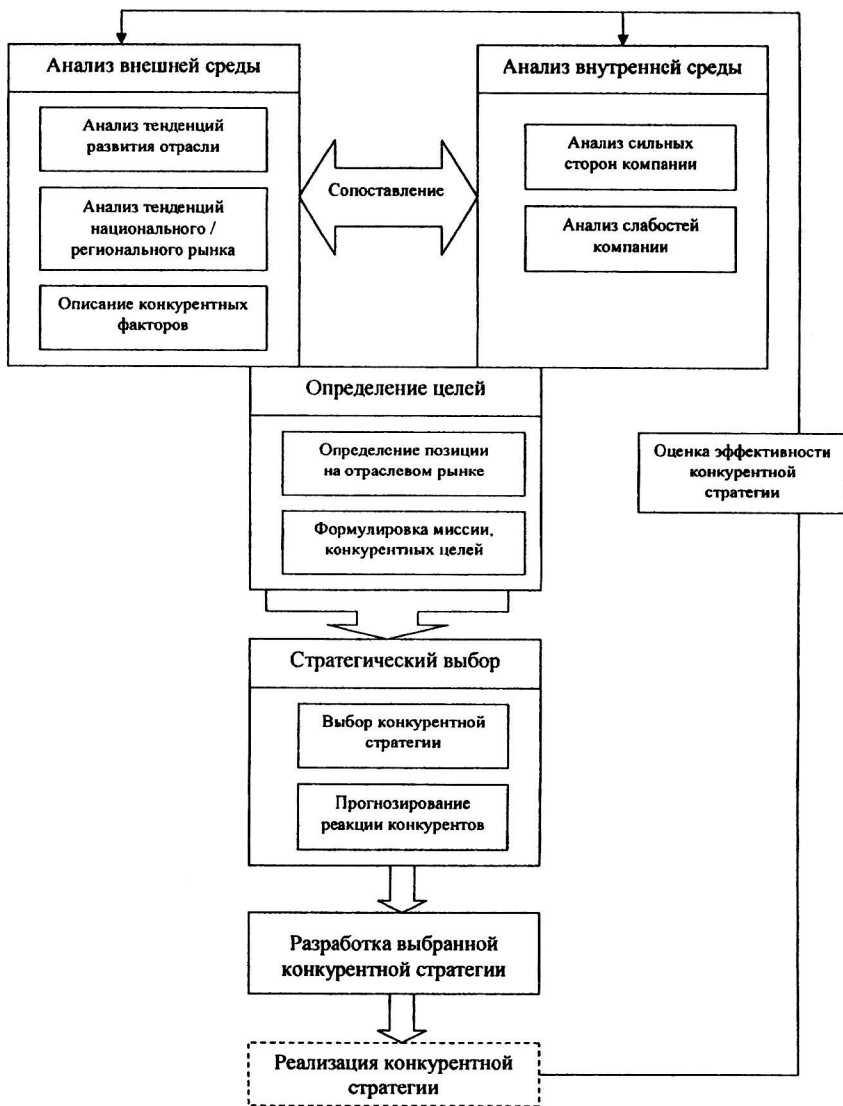 Анализ внешней среды
Анализ тенденций
развития отрасли
Анализ тенденций
национального /
регионального рынка
Описание конкурентных
факторов
Сопоставление
Анализ внутренней среды
Анализ сильных
сторон компании
Анализ слабостей
компании
Определение целей
Определение позиции
на отраслевом рынке
Формулировка миссии,
конкурентных целей
Оценка эффективности
конкурентной
стратегии
Стратегический выбор
Выбор конкурентной
стратегии
Прогнозирование
реакции конкурентов
Разработка выбранной
конкурентной стратегии
Реализация конкурентной
стратегии